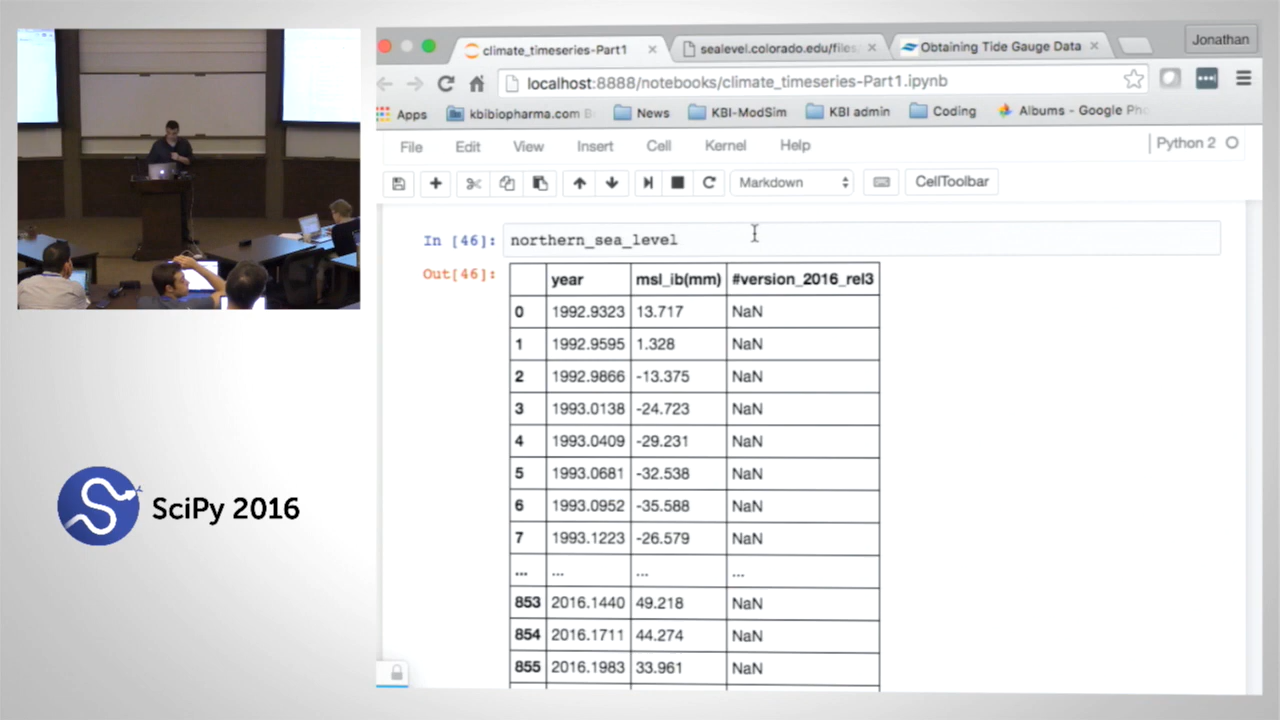 climate_timeseries-Part1
sealevel.colorado.edu/files
Obtaining Tide Gauge Data
Jonathan
localhost:8888/notebooks/climate_timeseries-Part1.ipynb
Apps
kbibiopharma.com
News
KBI-ModSim
KBI admin
Coding
Albums - Google
File Edit View Insert Cell Kernel Help
Python 2
Markdown
CellToolbar
In [46]: northern_sea_level
Out[46]:
year msl_ib(mm) #version_2016_rel3
0 1992.9323 13.717 NaN
1 1992.9595 1.328 NaN
2 1992.9866 -13.375 NaN
3 1993.0138 -24.723 NaN
4 1993.0409 -29.231 NaN
5 1993.0681 -32.538 NaN
6 1993.0952 -35.588 NaN
7 1993.1223 -26.579 NaN
... ... ... ...
853 2016.1440 49.218 NaN
854 2016.1711 44.274 NaN
855 2016.1983 33.961 NaN
SciPy 2016